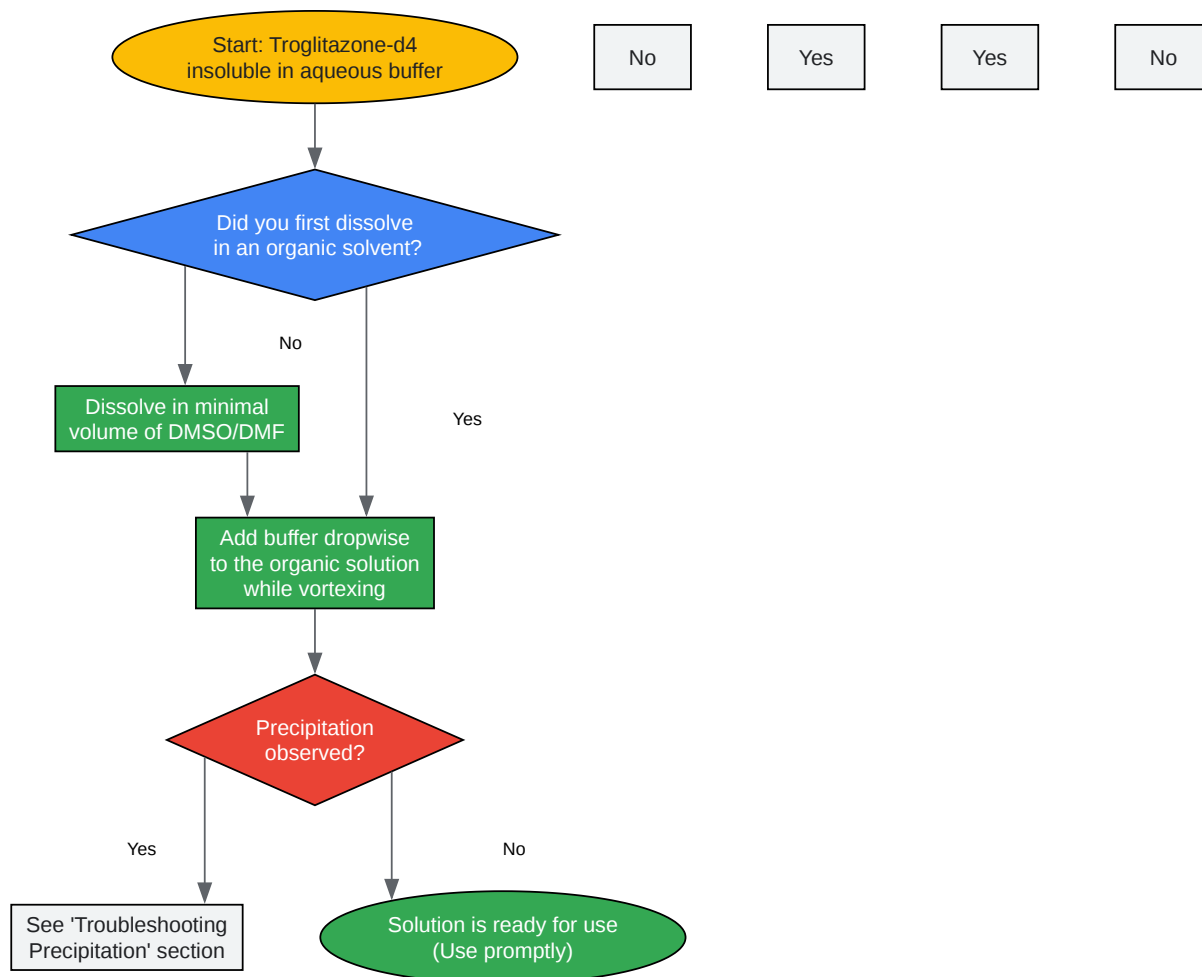 Start: Troglitazone-d4
insoluble in aqueous buffer
No
Yes
Yes
No
Did you first dissolve
in an organic solvent?
No
Dissolve in minimal
volume of DMSO/DMF
Yes
Add buffer dropwise
to the organic solution
while vortexing
Precipitation
observed?
Yes
No
See 'Troubleshooting
Precipitation' section
Solution is ready for use
(Use promptly)